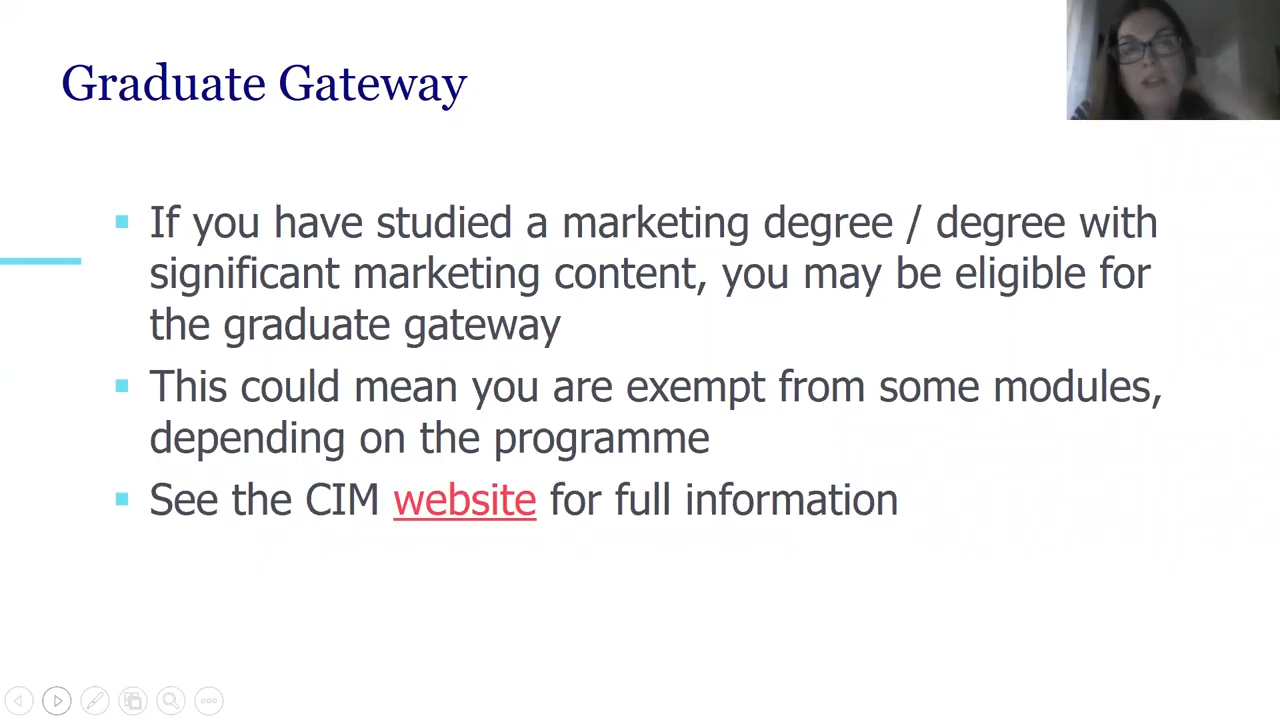 Graduate Gateway
If you have studied a marketing degree / degree with
significant marketing content, you may be eligible for
the graduate gateway
This could mean you are exempt from some modules,
depending on the programme
See the CIM website for full information